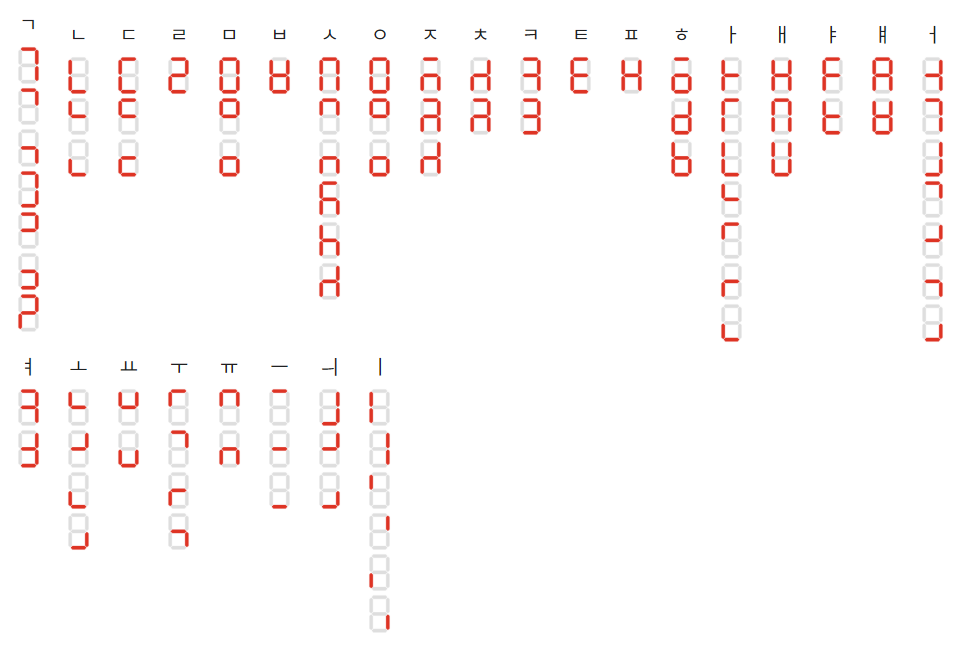 ㄱ ㄴ ㄷ ㄹ ㅁ ㅂ ㅅ ㅇ ㅈ ㅊ ㅋ ㅌ ㅍ ㅎ ㅏ ㅐ ㅑ ㅒ ㅓ
ㅕ ㅗ ㅛ ㅜ ㅠ ㅡ ㅢ ㅣ